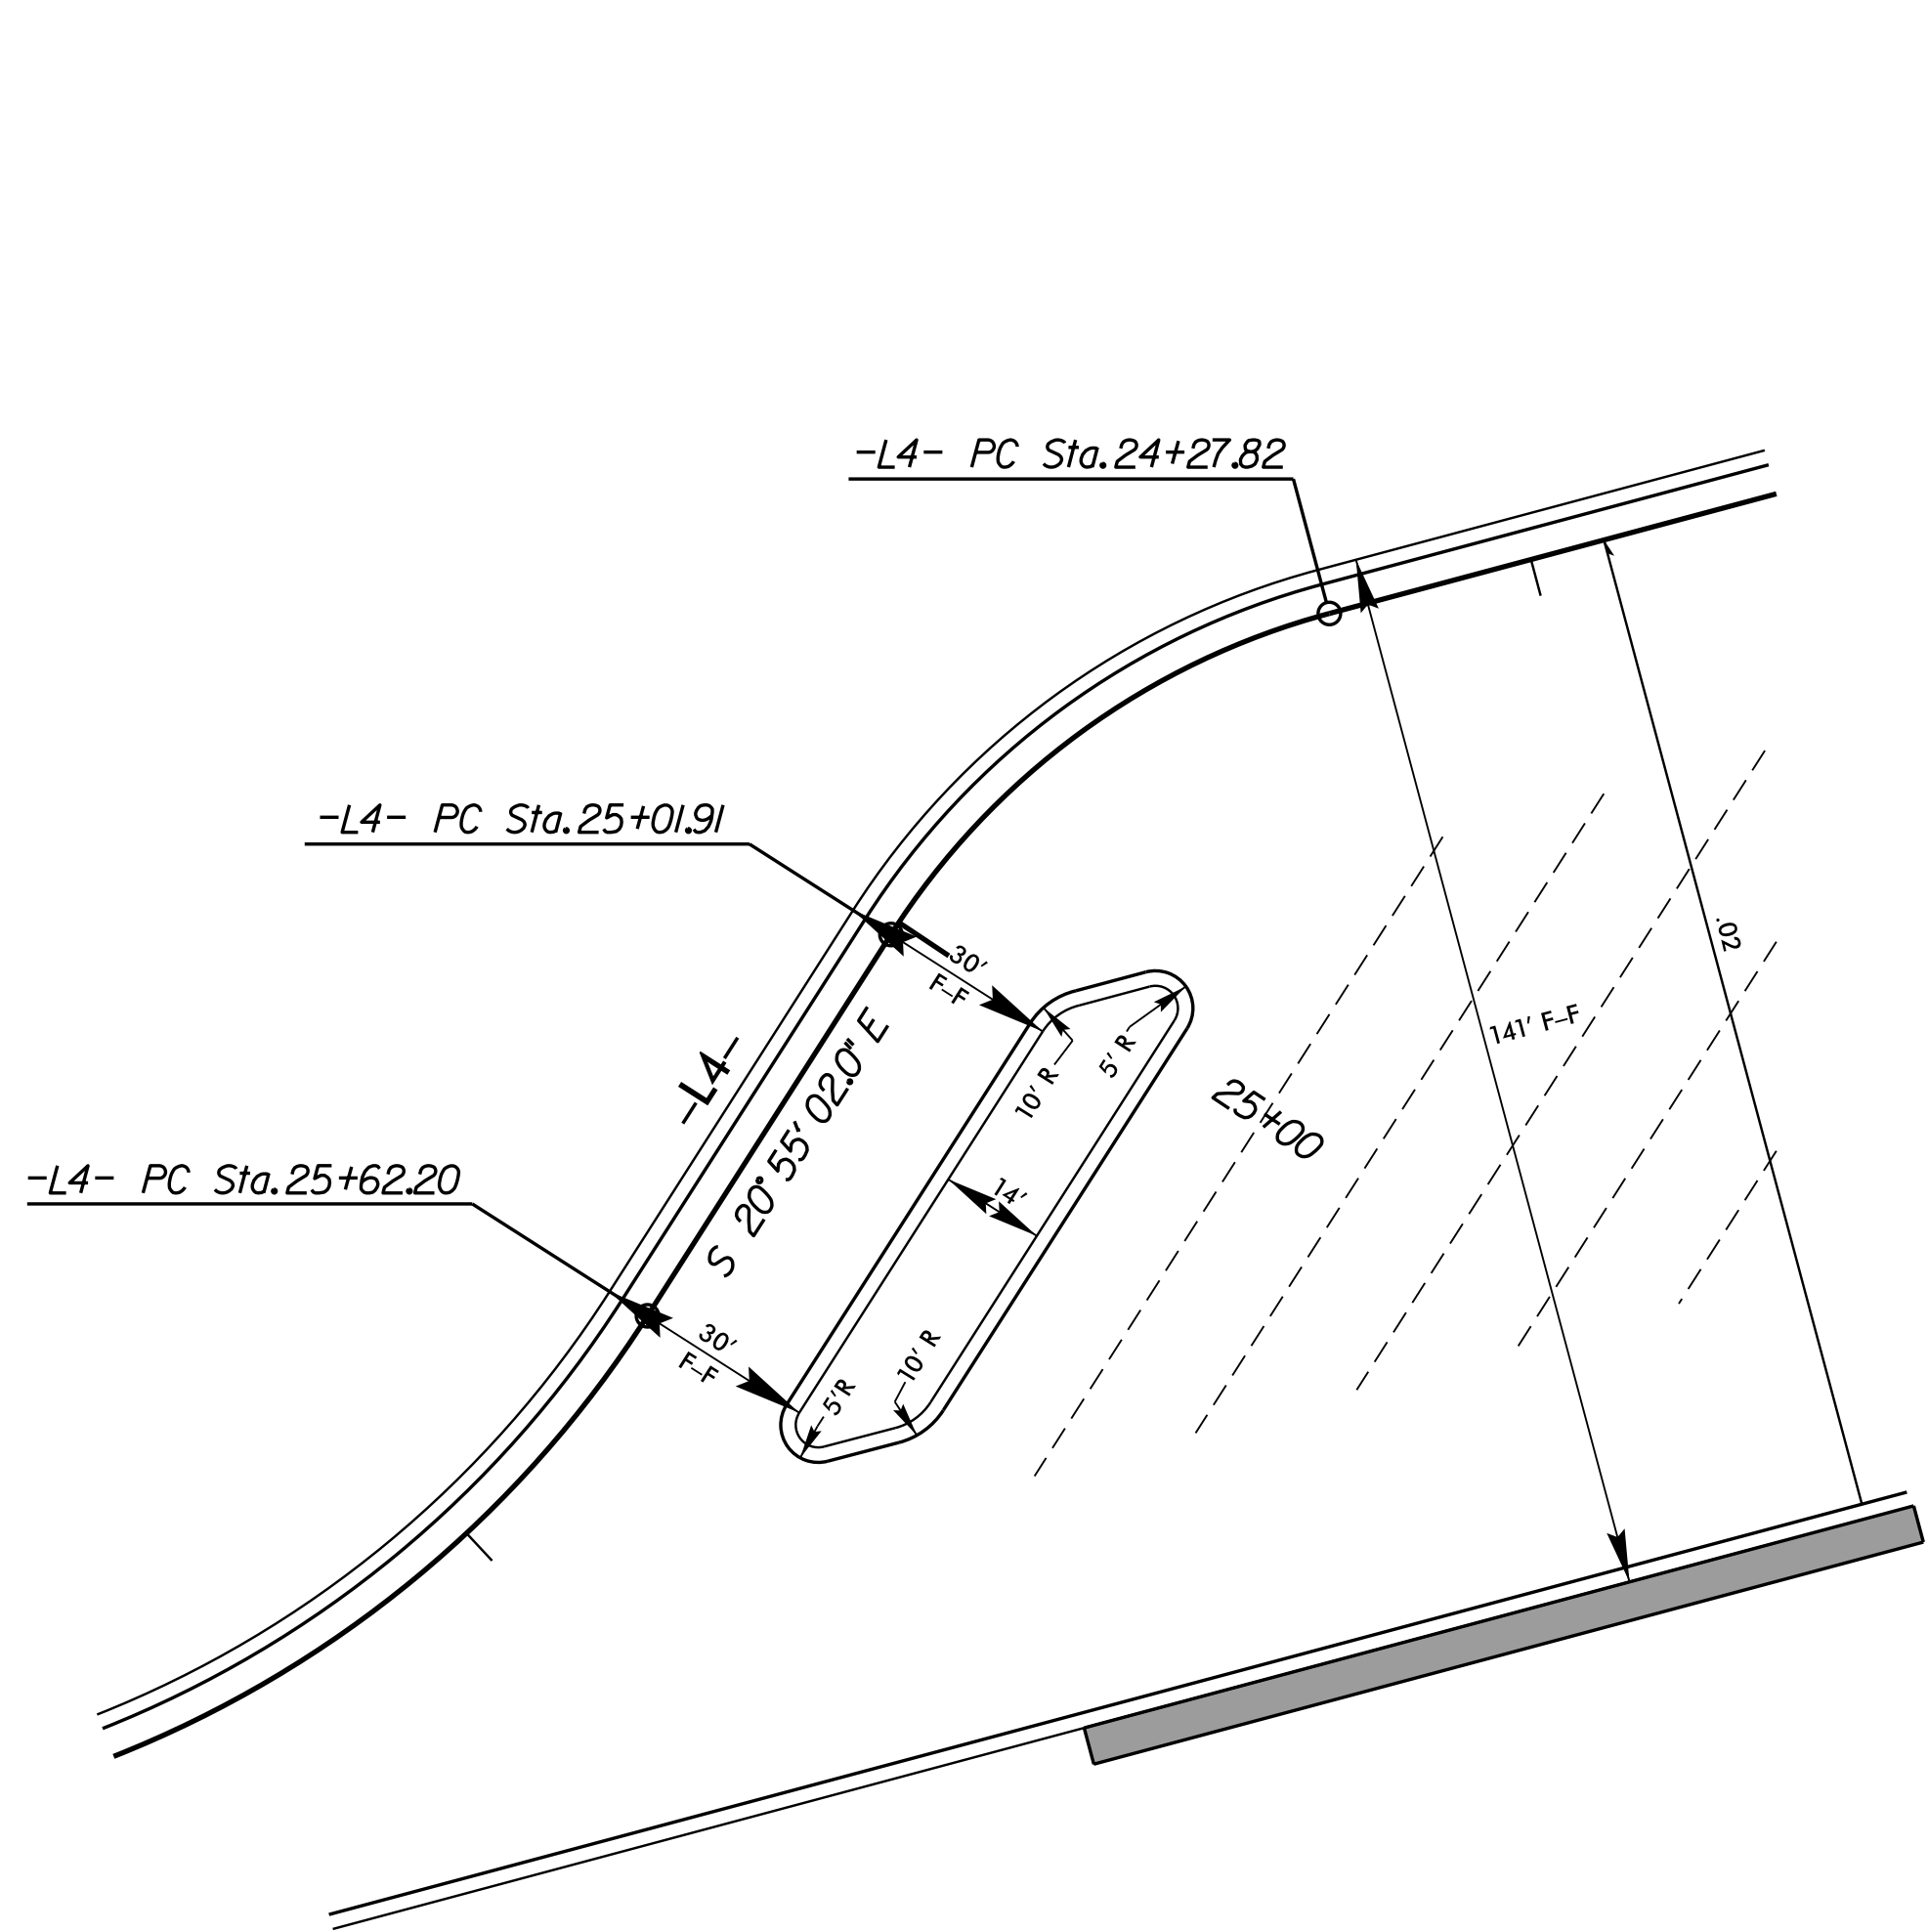 -L4- PC Sta.24+27.82
-L4- PC Sta.25+01.91
30'
F-F
.02
141' F-F
-L4-
S 20° 55' 02.0" E
10' R
5' R
25+00
-L4- PC Sta.25+62.20
14'
30'
F-F
5' R
10' R